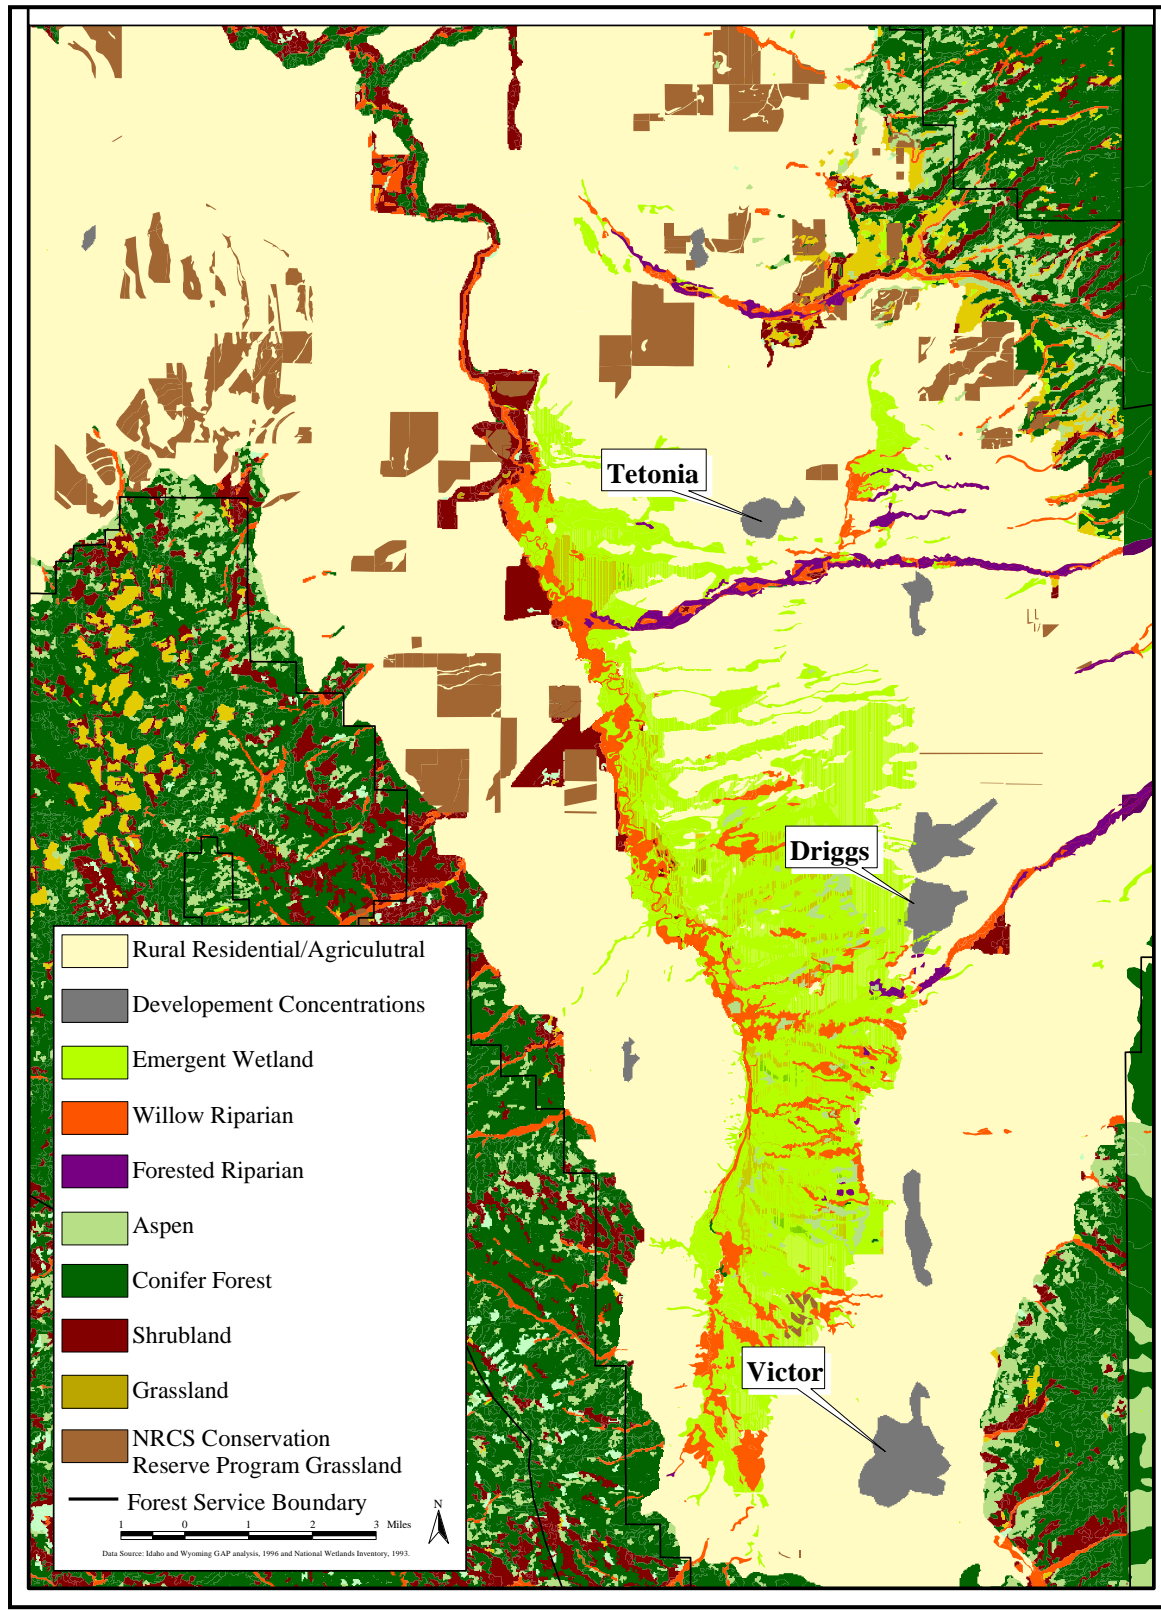 Tetonia
Driggs
Victor
Rural Residential/Agriculutral
Developement Concentrations
Emergent Wetland
Willow Riparian
Forested Riparian
Aspen
Conifer Forest
Shrubland
Grassland
NRCS Conservation
Reserve Program Grassland
Forest Service Boundary
N
1 0 1 2 3 Miles
Data Source: Idaho and Wyoming GAP analysis, 1996 and National Wetlands Inventory, 1993.